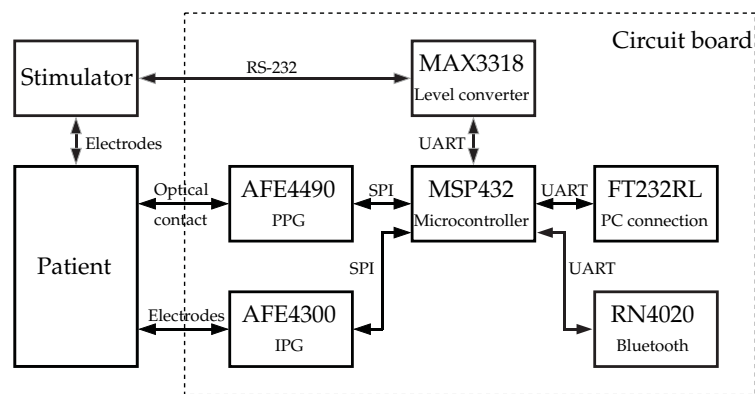 Circuit board
Stimulator
RS-232
MAX3318
Level converter
Electrodes
UART
Optical
contact
AFE4490
PPG
SPI
MSP432
Microcontroller
UART
FT232RL
PC connection
Patient
SPI
UART
Electrodes
AFE4300
IPG
RN4020
Bluetooth